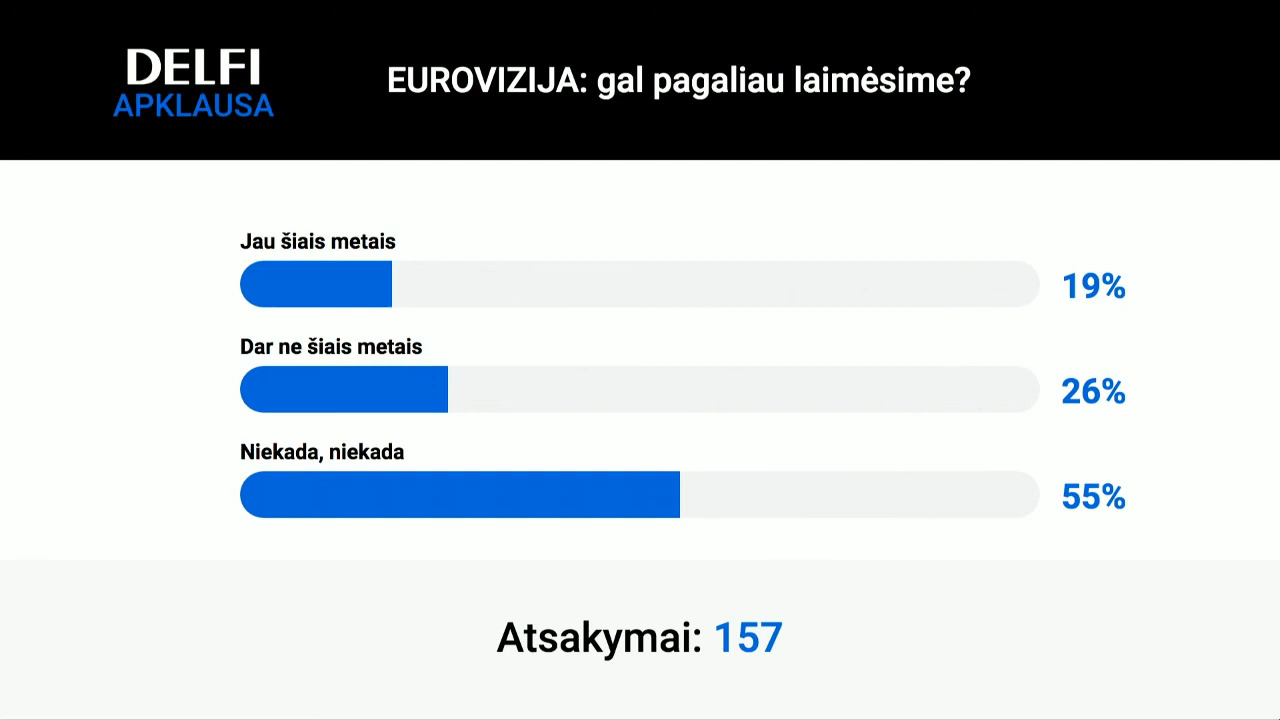 DELFI
APKLAUSA
EUROVIZIJA: gal pagaliau laimėsime?
Jau šiais metais
19%
Dar ne šiais metais
26%
Niekada, niekada
55%
Atsakymai: 157